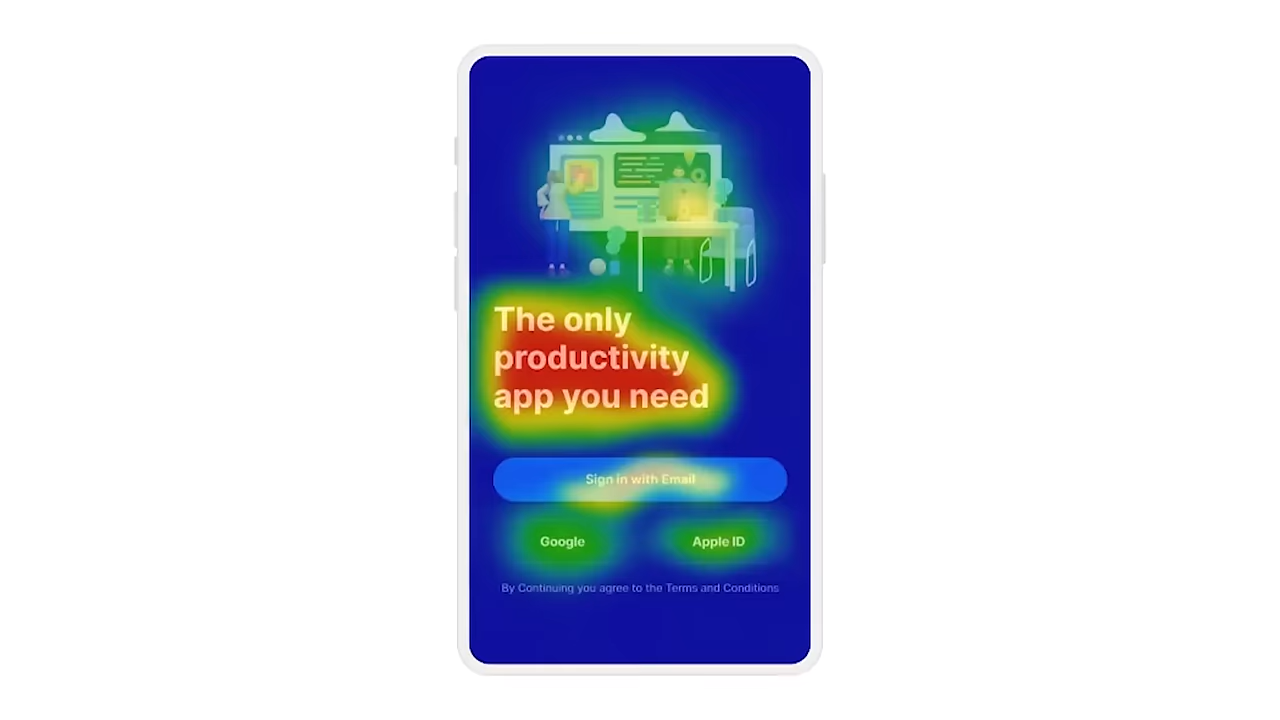 The only
productivity
app you need
Sign in with Email
Google
Apple ID
By Continuing you agree to the Terms and Conditions